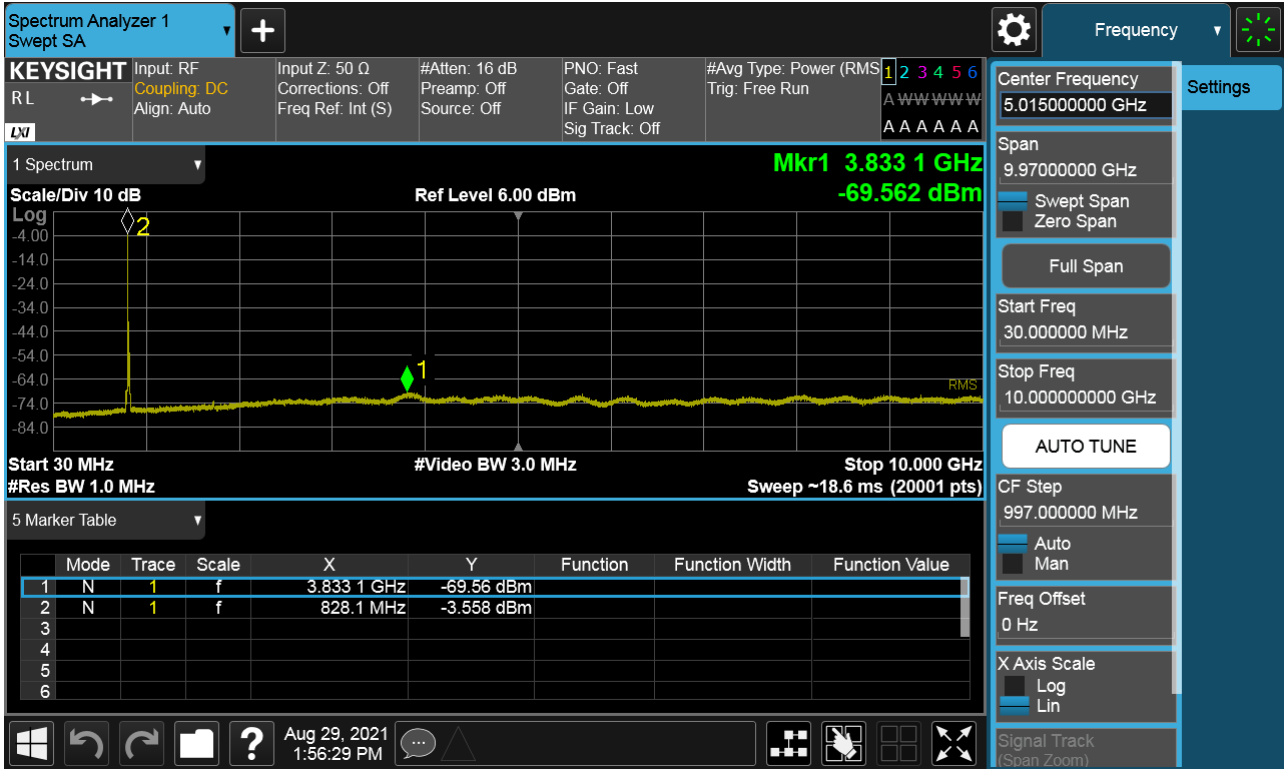 Spectrum Analyzer 1
Swept SA
Frequency
KEYSIGHT
R L
LXI
Input: RF
Coupling: DC
Align: Auto
Input Z: 50 Ω
Corrections: Off
Freq Ref: Int (S)
#Atten: 16 dB
Preamp: Off
Source: Off
PNO: Fast
Gate: Off
IF Gain: Low
Sig Track: Off
#Avg Type: Power (RMS
Trig: Free Run
1 2 3 4 5 6
A W W W W W
A A A A A A
1 Spectrum
Mkr1 3.833 1 GHz
-69.562 dBm
Scale/Div 10 dB
Ref Level 6.00 dBm
Log
-4.00
-14.0
-24.0
-34.0
-44.0
-54.0
-64.0
-74.0
-84.0
2
1
RMS
Start 30 MHz
#Video BW 3.0 MHz
Stop 10.000 GHz
#Res BW 1.0 MHz
Sweep ~18.6 ms (20001 pts)
5 Marker Table
Mode Trace Scale X Y Function Function Width Function Value
1 N 1 f 3.833 1 GHz -69.56 dBm
2 N 1 f 828.1 MHz -3.558 dBm
3
4
5
6
?
Aug 29, 2021
1:56:29 PM
Center Frequency
5.015000000 GHz
Settings
Span
9.97000000 GHz
Swept Span
Zero Span
Full Span
Start Freq
30.000000 MHz
Stop Freq
10.000000000 GHz
AUTO TUNE
CF Step
997.000000 MHz
Auto
Man
Freq Offset
0 Hz
X Axis Scale
Log
Lin
Signal Track
(Span Zoom)